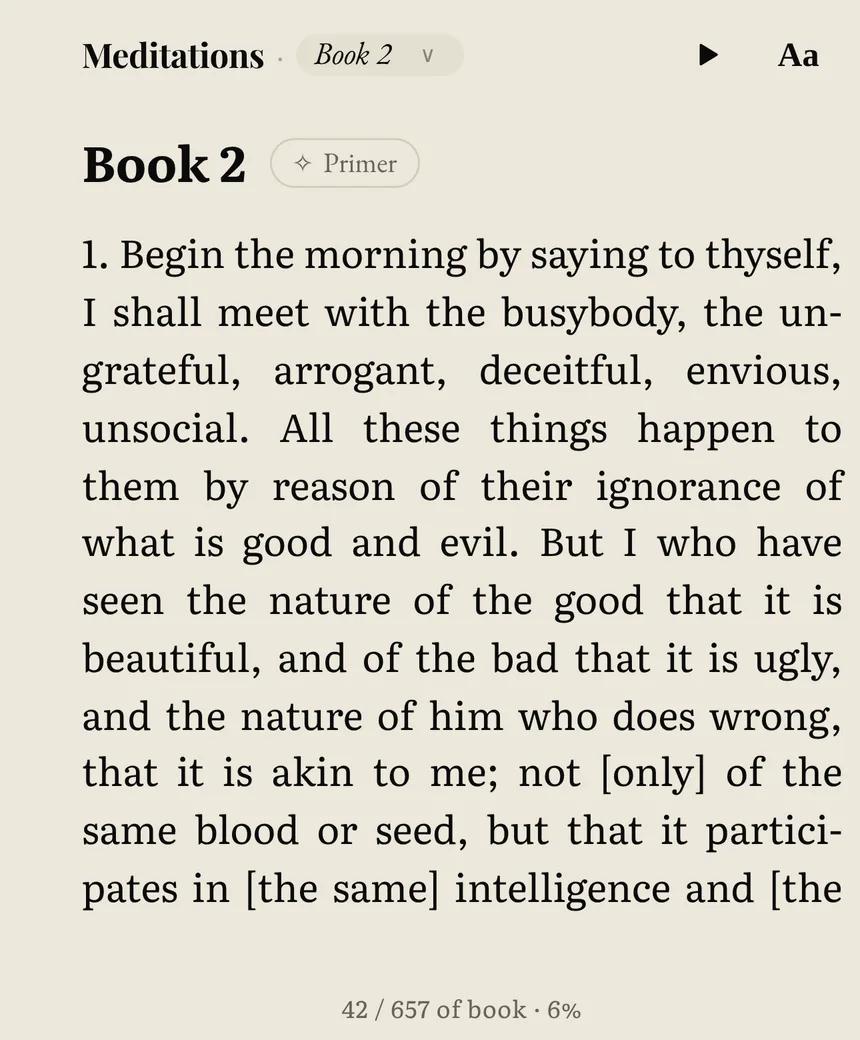 Meditations · Book 2 ∨ Aa
Book 2 ✧ Primer
1. Begin the morning by saying to thyself,
I shall meet with the busybody, the un-
grateful, arrogant, deceitful, envious,
unsocial. All these things happen to
them by reason of their ignorance of
what is good and evil. But I who have
seen the nature of the good that it is
beautiful, and of the bad that it is ugly,
and the nature of him who does wrong,
that it is akin to me; not [only] of the
same blood or seed, but that it partici-
pates in [the same] intelligence and [the
42 / 657 of book · 6%